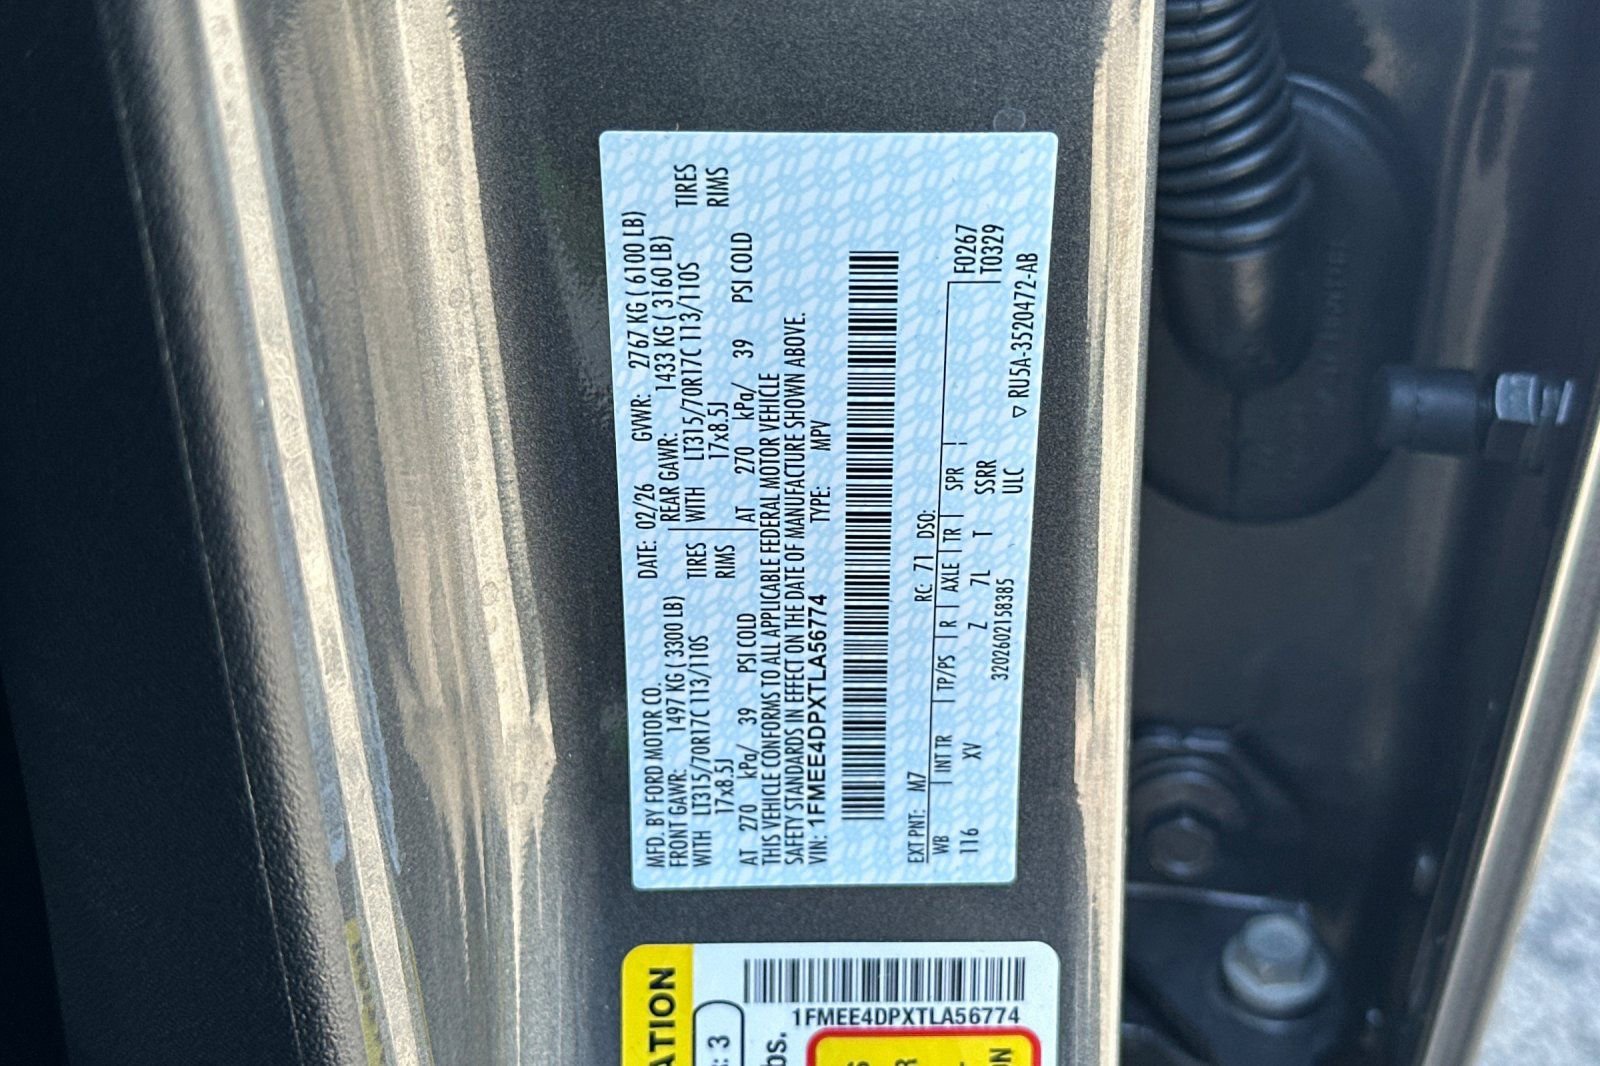 MFD. BY FORD MOTOR CO.
DATE: 02/26 GVWR: 2767 KG ( 6100 LB)
FRONT GAWR: 1497 KG ( 3300 LB)
REAR GAWR: 1433 KG ( 3160 LB)
WITH LT315/70R17C 113/110S TIRES
WITH LT315/70R17C 113/110S TIRES
17x8.5J RIMS
17x8.5J RIMS
AT 270 kPa/ 39 PSI COLD
AT 270 kPa/ 39 PSI COLD
THIS VEHICLE CONFORMS TO ALL APPLICABLE FEDERAL MOTOR VEHICLE
SAFETY STANDARDS IN EFFECT ON THE DATE OF MANUFACTURE SHOWN ABOVE.
VIN: 1FMEE4DPXTLA56774 TYPE: MPV
EXT PNT: M7 RC: 71 DSO:
WB INT TR TP/PS R AXLE TR SPR
116 XV Z 7L T SSRR
ULC
F0267
T0329
3202602158385
▽ RU5A-3520472-AB
ATION
: 3
bs.
1FMEE4DPXTLA56774